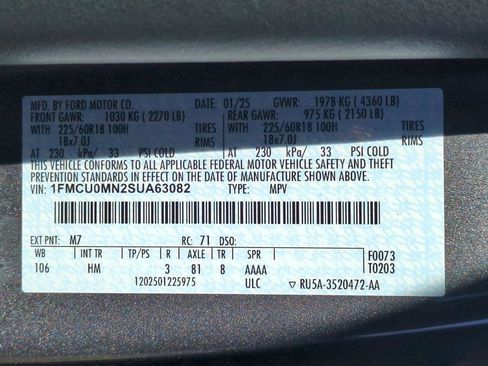 MFD. BY FORD MOTOR CO. DATE: 01/25 GVWR: 1978 KG ( 4360 LB)
FRONT GAWR: 1030 KG ( 2270 LB) REAR GAWR: 975 KG ( 2150 LB)
WITH 225/60R18 100H TIRES WITH 225/60R18 100H TIRES
18x7.0J RIMS 18x7.0J RIMS
AT 230 kPa/ 33 PSI COLD AT 230 kPa/ 33 PSI COLD
THIS VEHICLE CONFORMS TO ALL APPLICABLE FEDERAL MOTOR VEHICLE SAFETY AND THEFT
PREVENTION STANDARDS IN EFFECT ON THE DATE OF MANUFACTURE SHOWN ABOVE.
VIN: 1FMCU0MN2SUA63082 TYPE: MPV
EXT PNT: M7 RC: 71 DSO:
WB INT TR TP/PS R AXLE TR SPR F0073
106 HM 3 81 8 AAAA T0203
1202501225975 ULC ▽ RU5A-3520472-AA